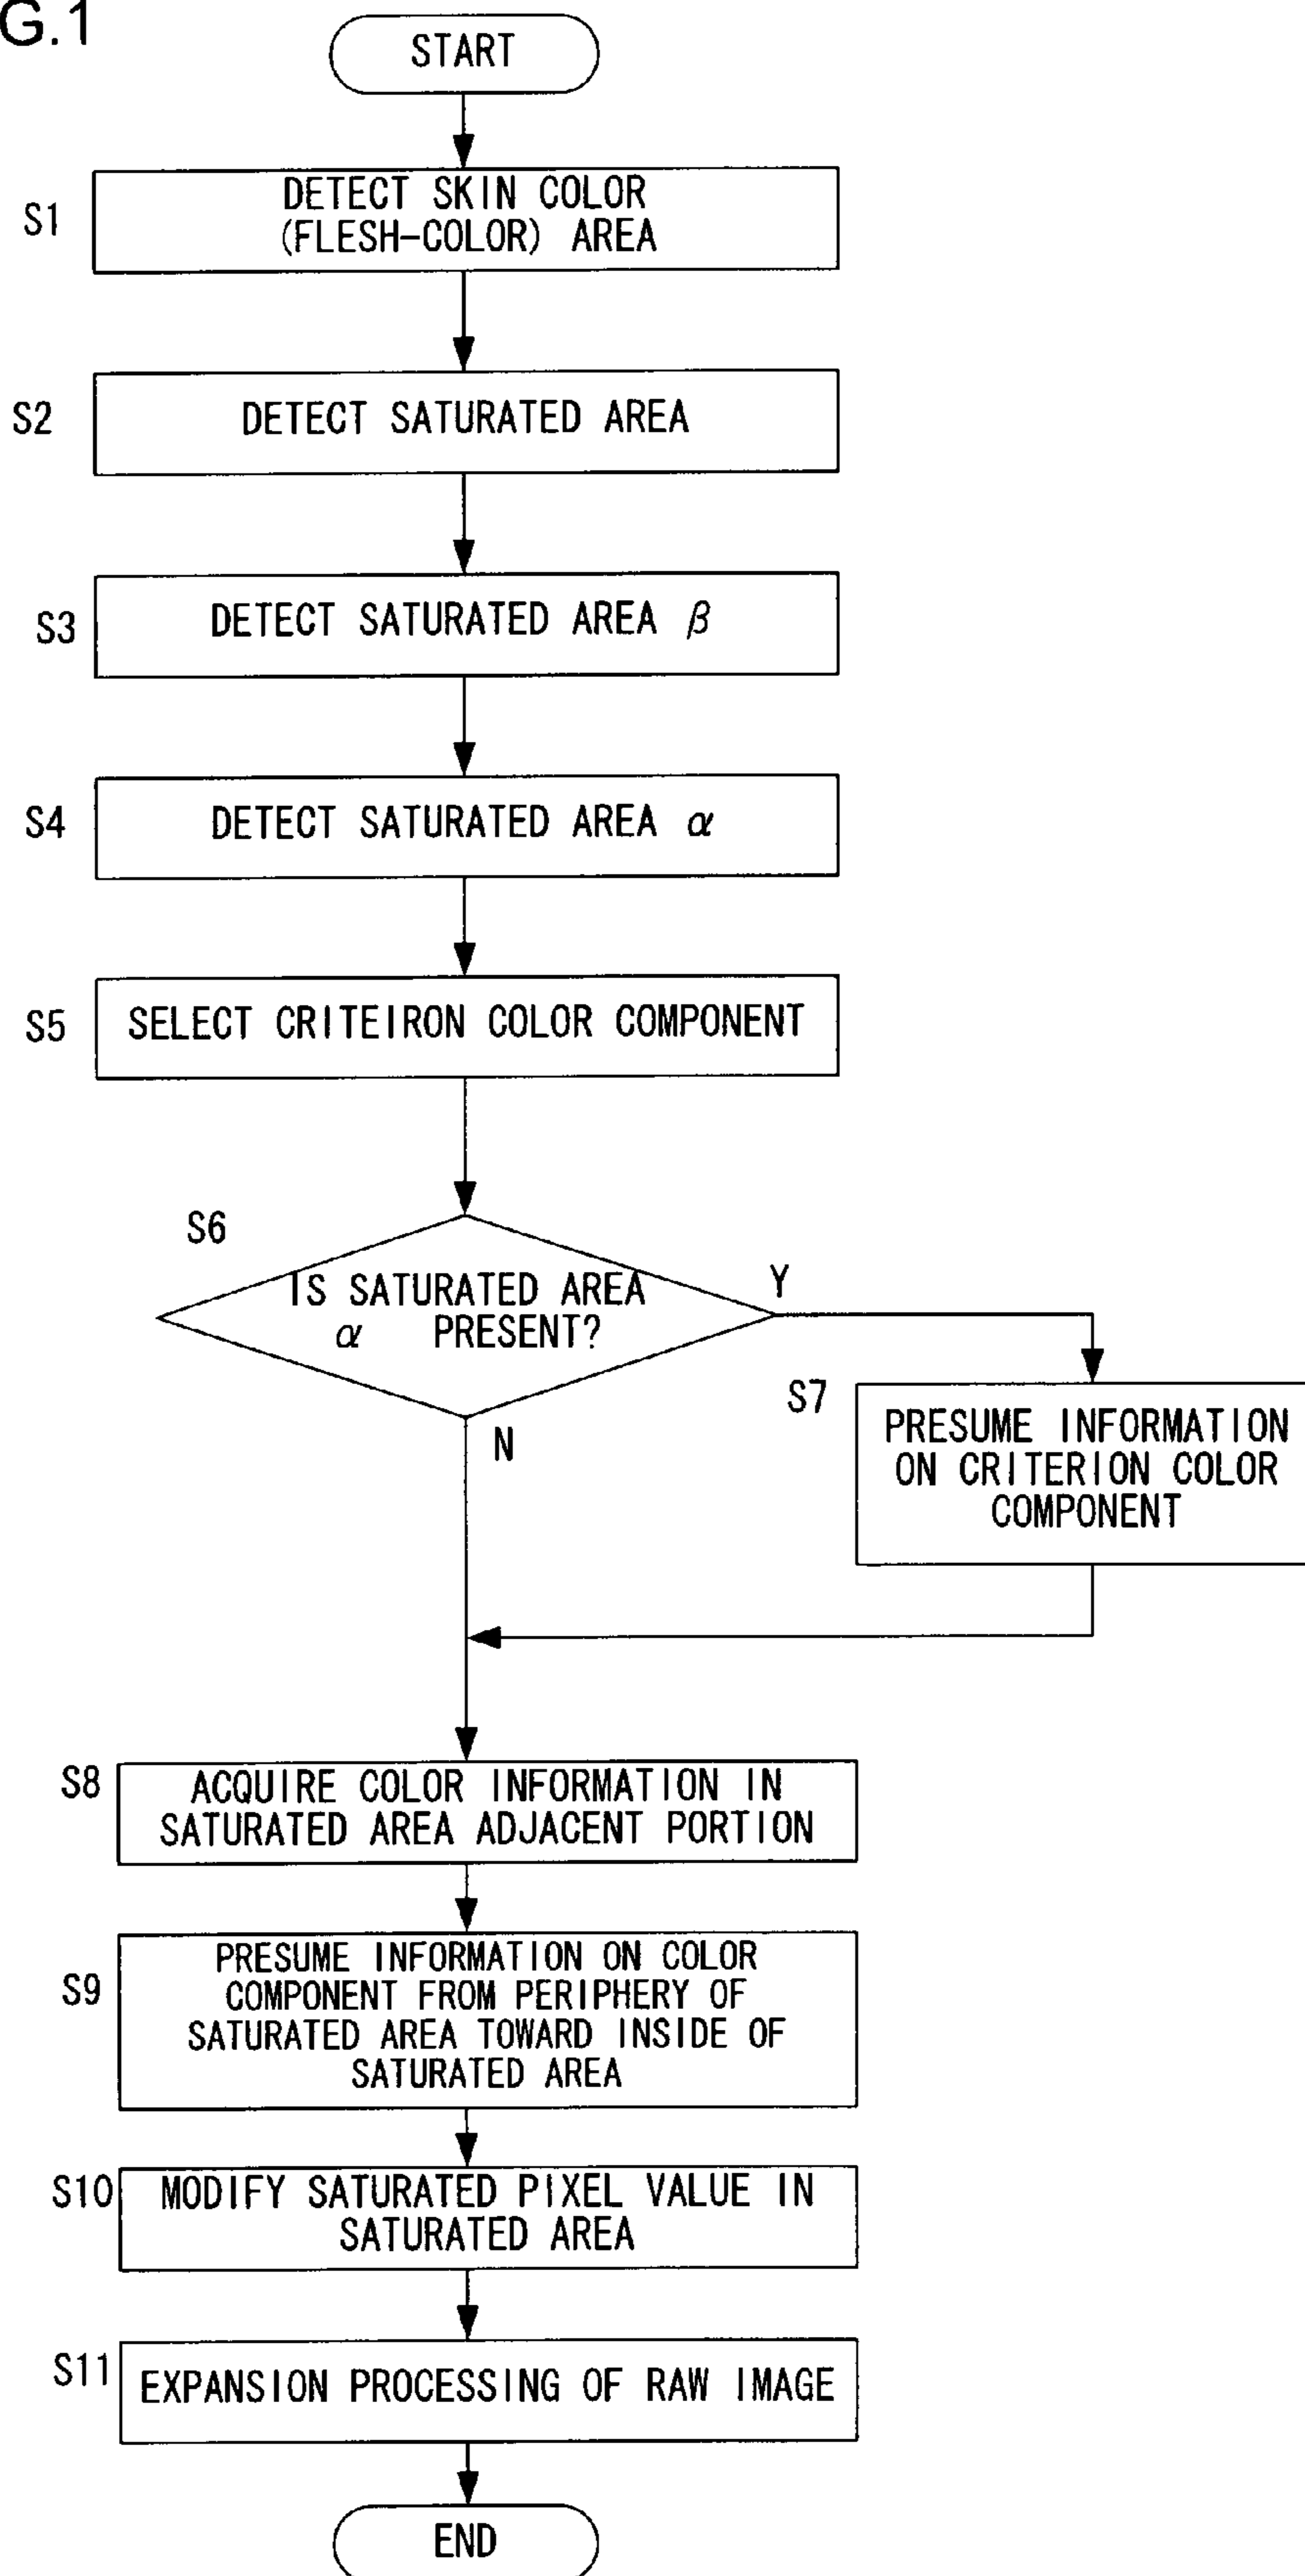 G.1
START
S1
DETECT SKIN COLOR
(FLESH-COLOR) AREA
S2
DETECT SATURATED AREA
S3
DETECT SATURATED AREA β
S4
DETECT SATURATED AREA α
S5
SELECT CRITEIRON COLOR COMPONENT
S6
IS SATURATED AREA
α PRESENT?
Y
N
S7
PRESUME INFORMATION
ON CRITERION COLOR
COMPONENT
S8
ACQUIRE COLOR INFORMATION IN
SATURATED AREA ADJACENT PORTION
S9
PRESUME INFORMATION ON COLOR
COMPONENT FROM PERIPHERY OF
SATURATED AREA TOWARD INSIDE OF
SATURATED AREA
S10
MODIFY SATURATED PIXEL VALUE IN
SATURATED AREA
S11
EXPANSION PROCESSING OF RAW IMAGE
END